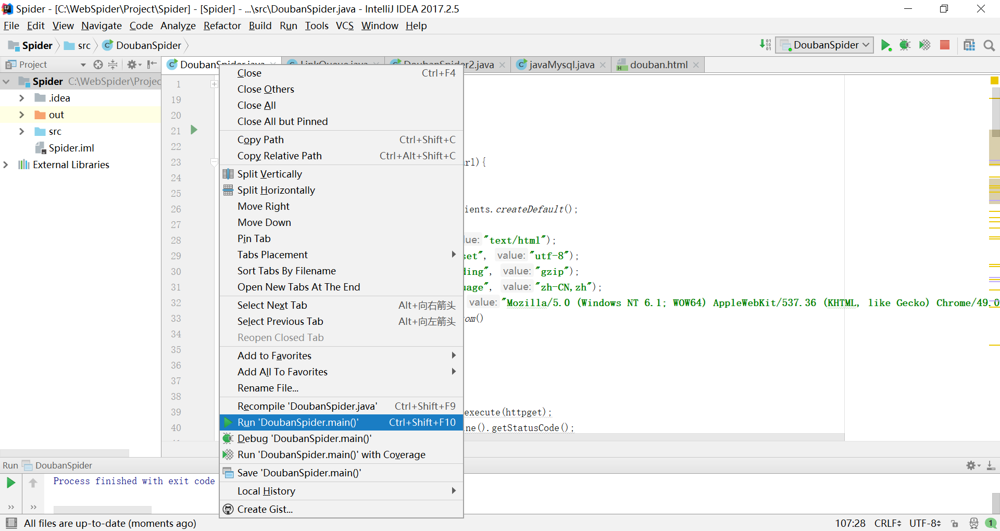 Spider - [C:\WebSpider\Project\Spider] - [Spider] - ...\src\DoubanSpider.java - IntelliJ IDEA 2017.2.5
File Edit View Navigate Code Analyze Refactor Build Run Tools VCS Window Help
Spider src DoubanSpider DoubanSpider
Project DoubanSpider.java LinkQueue.java DoubanSpider2.java javaMysql.java douban.html
Spider C:\WebSpider\Projec
.idea
out
src
Spider.iml
External Libraries
1
19
20
21
22
23 rl){
24
25
26 ients.createDefault();
27
28 lue: "text/html");
29 set", value: "utf-8");
30 ding", value: "gzip");
31 uage", value: "zh-CN,zh");
32 value: "Mozilla/5.0 (Windows NT 6.1; WOW64) AppleWebKit/537.36 (KHTML, like Gecko) Chrome/49.0
33 om()
34
35
36
37
38
39 execute(httpget);
40 ne().getStatusCode();
Close Ctrl+F4
Close Others
Close All
Close All but Pinned
Copy Path Ctrl+Shift+C
Copy Relative Path Ctrl+Alt+Shift+C
Split Vertically
Split Horizontally
Move Right
Move Down
Pin Tab
Tabs Placement
Sort Tabs By Filename
Open New Tabs At The End
Select Next Tab Alt+向右箭头
Select Previous Tab Alt+向左箭头
Reopen Closed Tab
Add to Favorites
Add All To Favorites
Rename File...
Recompile 'DoubanSpider.java' Ctrl+Shift+F9
Run 'DoubanSpider.main()' Ctrl+Shift+F10
Debug 'DoubanSpider.main()'
Run 'DoubanSpider.main()' with Coverage
Save 'DoubanSpider.main()'
Local History
Create Gist...
Run DoubanSpider
Process finished with exit code
All files are up-to-date (moments ago) 107:28 CRLF UTF-8 1